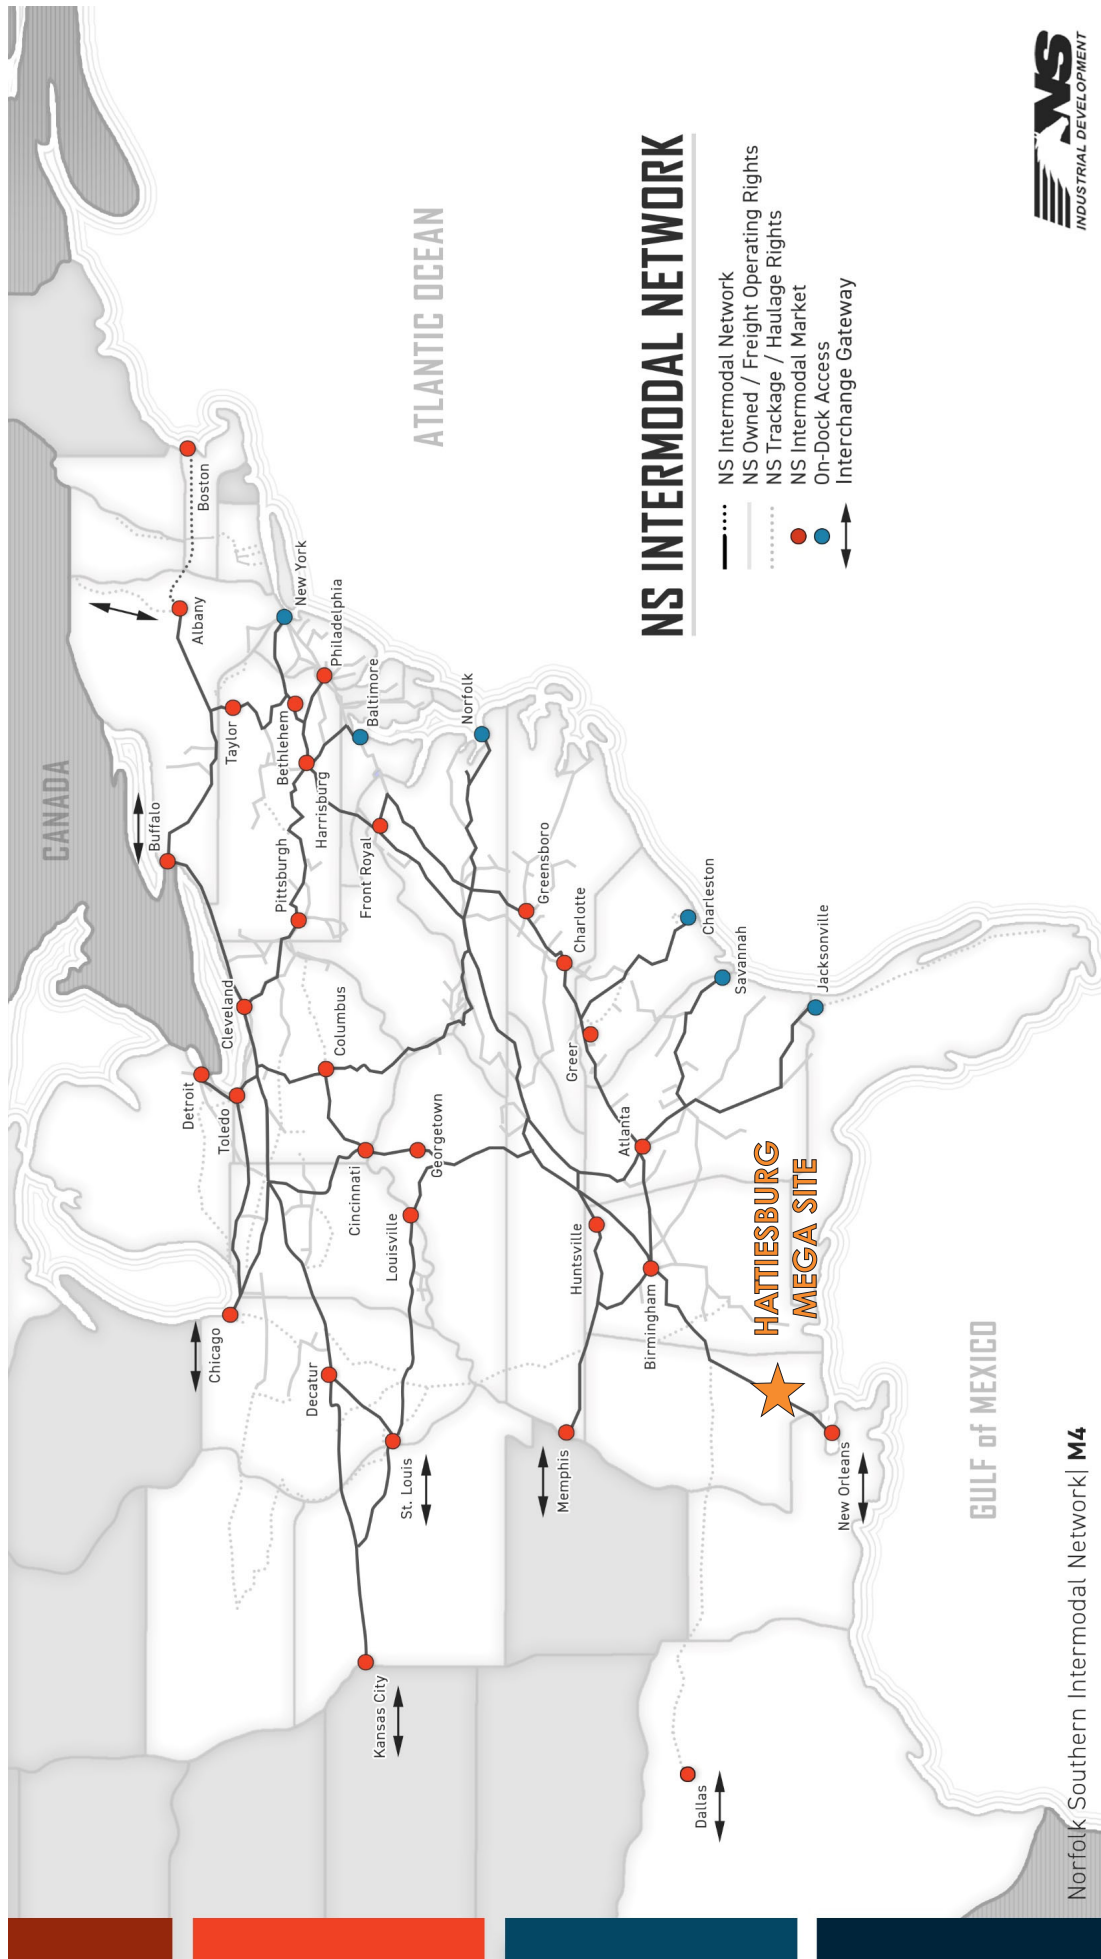 NS
INDUSTRIAL DEVELOPMENT
CANADA
ATLANTIC OCEAN
GULF of MEXICO
NS INTERMODAL NETWORK
NS Intermodal Network
NS Owned / Freight Operating Rights
NS Trackage / Haulage Rights
NS Intermodal Market
On-Dock Access
Interchange Gateway
Boston
Albany
New York
Philadelphia
Baltimore
Norfolk
Taylor
Bethlehem
Harrisburg
Buffalo
Pittsburgh
Front Royal
Greensboro
Charlotte
Charleston
Savannah
Jacksonville
Cleveland
Columbus
Detroit
Toledo
Greer
Cincinnati
Georgetown
Atlanta
Louisville
Huntsville
Birmingham
Chicago
Decatur
St. Louis
Memphis
New Orleans
Kansas City
Dallas
HATTIESBURG
MEGA SITE
Norfolk Southern Intermodal Network| M4